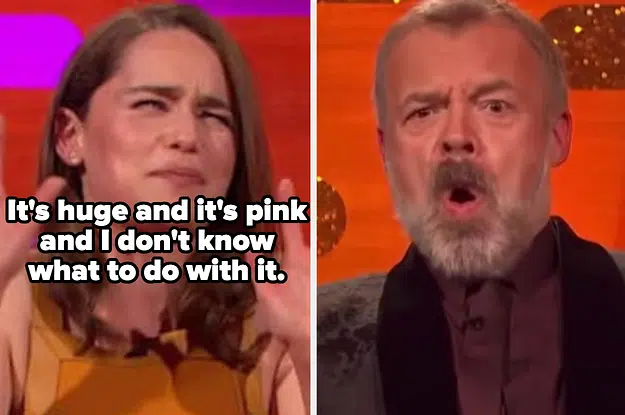 It's huge and it's pink
and I don't know
what to do with it.